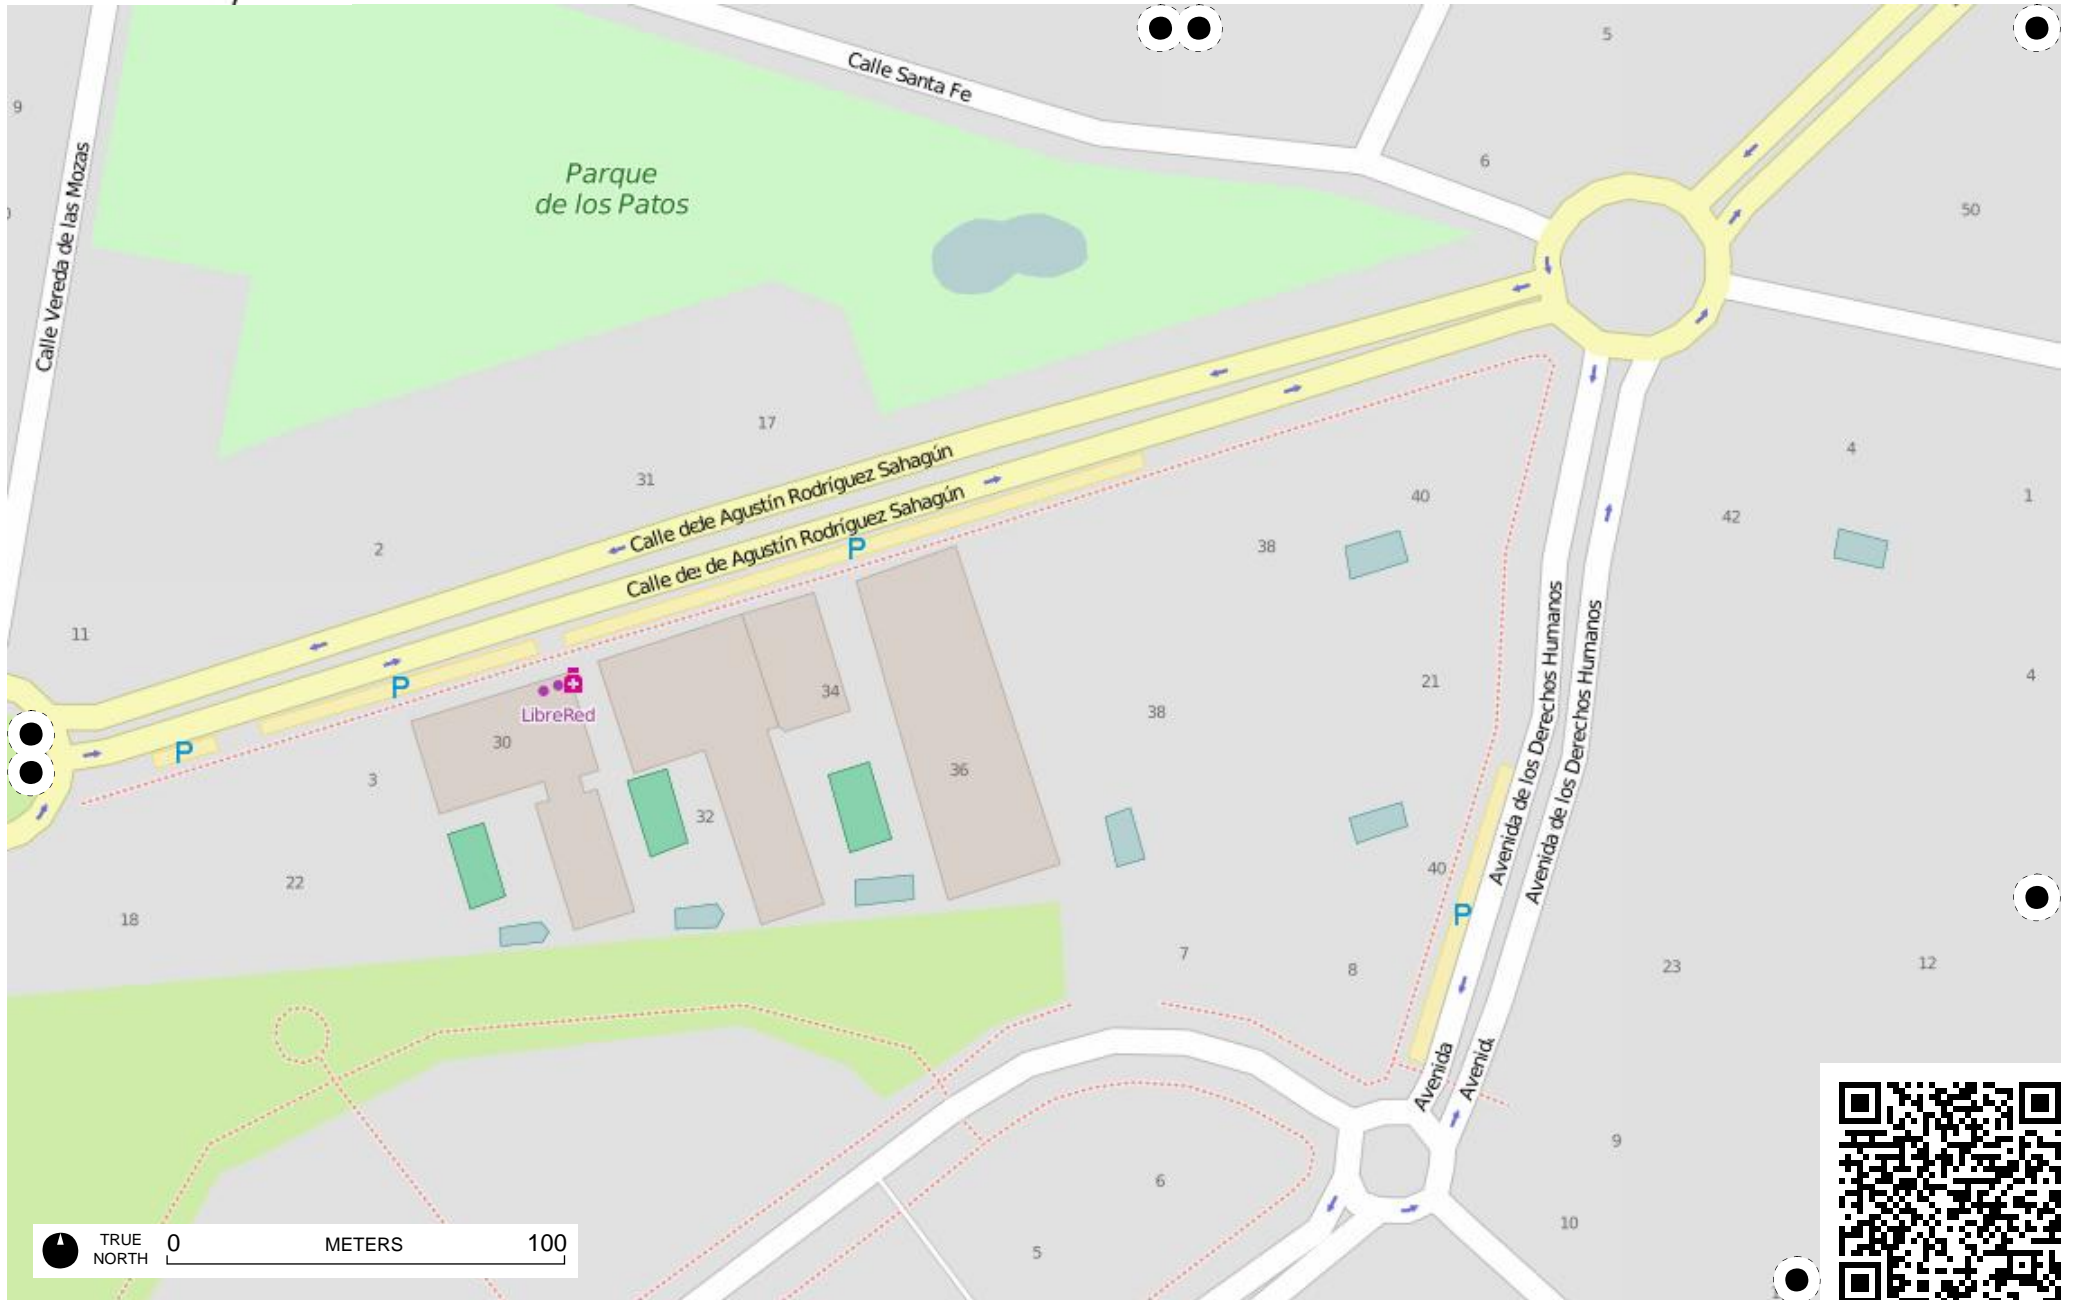 5
Calle Santa Fe
9
6
Calle Vereda de las Mozas
Parque
de los Patos
50
17
4
31
Calle dede Agustín Rodríguez Sahagún
Calle de: de Agustín Rodríguez Sahagún
40
1
42
2
P
38
Avenida de los Derechos Humanos
Avenida de los Derechos Humanos
11
P
34
21
4
LibreRed
38
30
P
3
36
32
40
22
P
18
7
8
23
12
Avenida
Avenid.
9
6
10
5
TRUE
NORTH
0 METERS 100